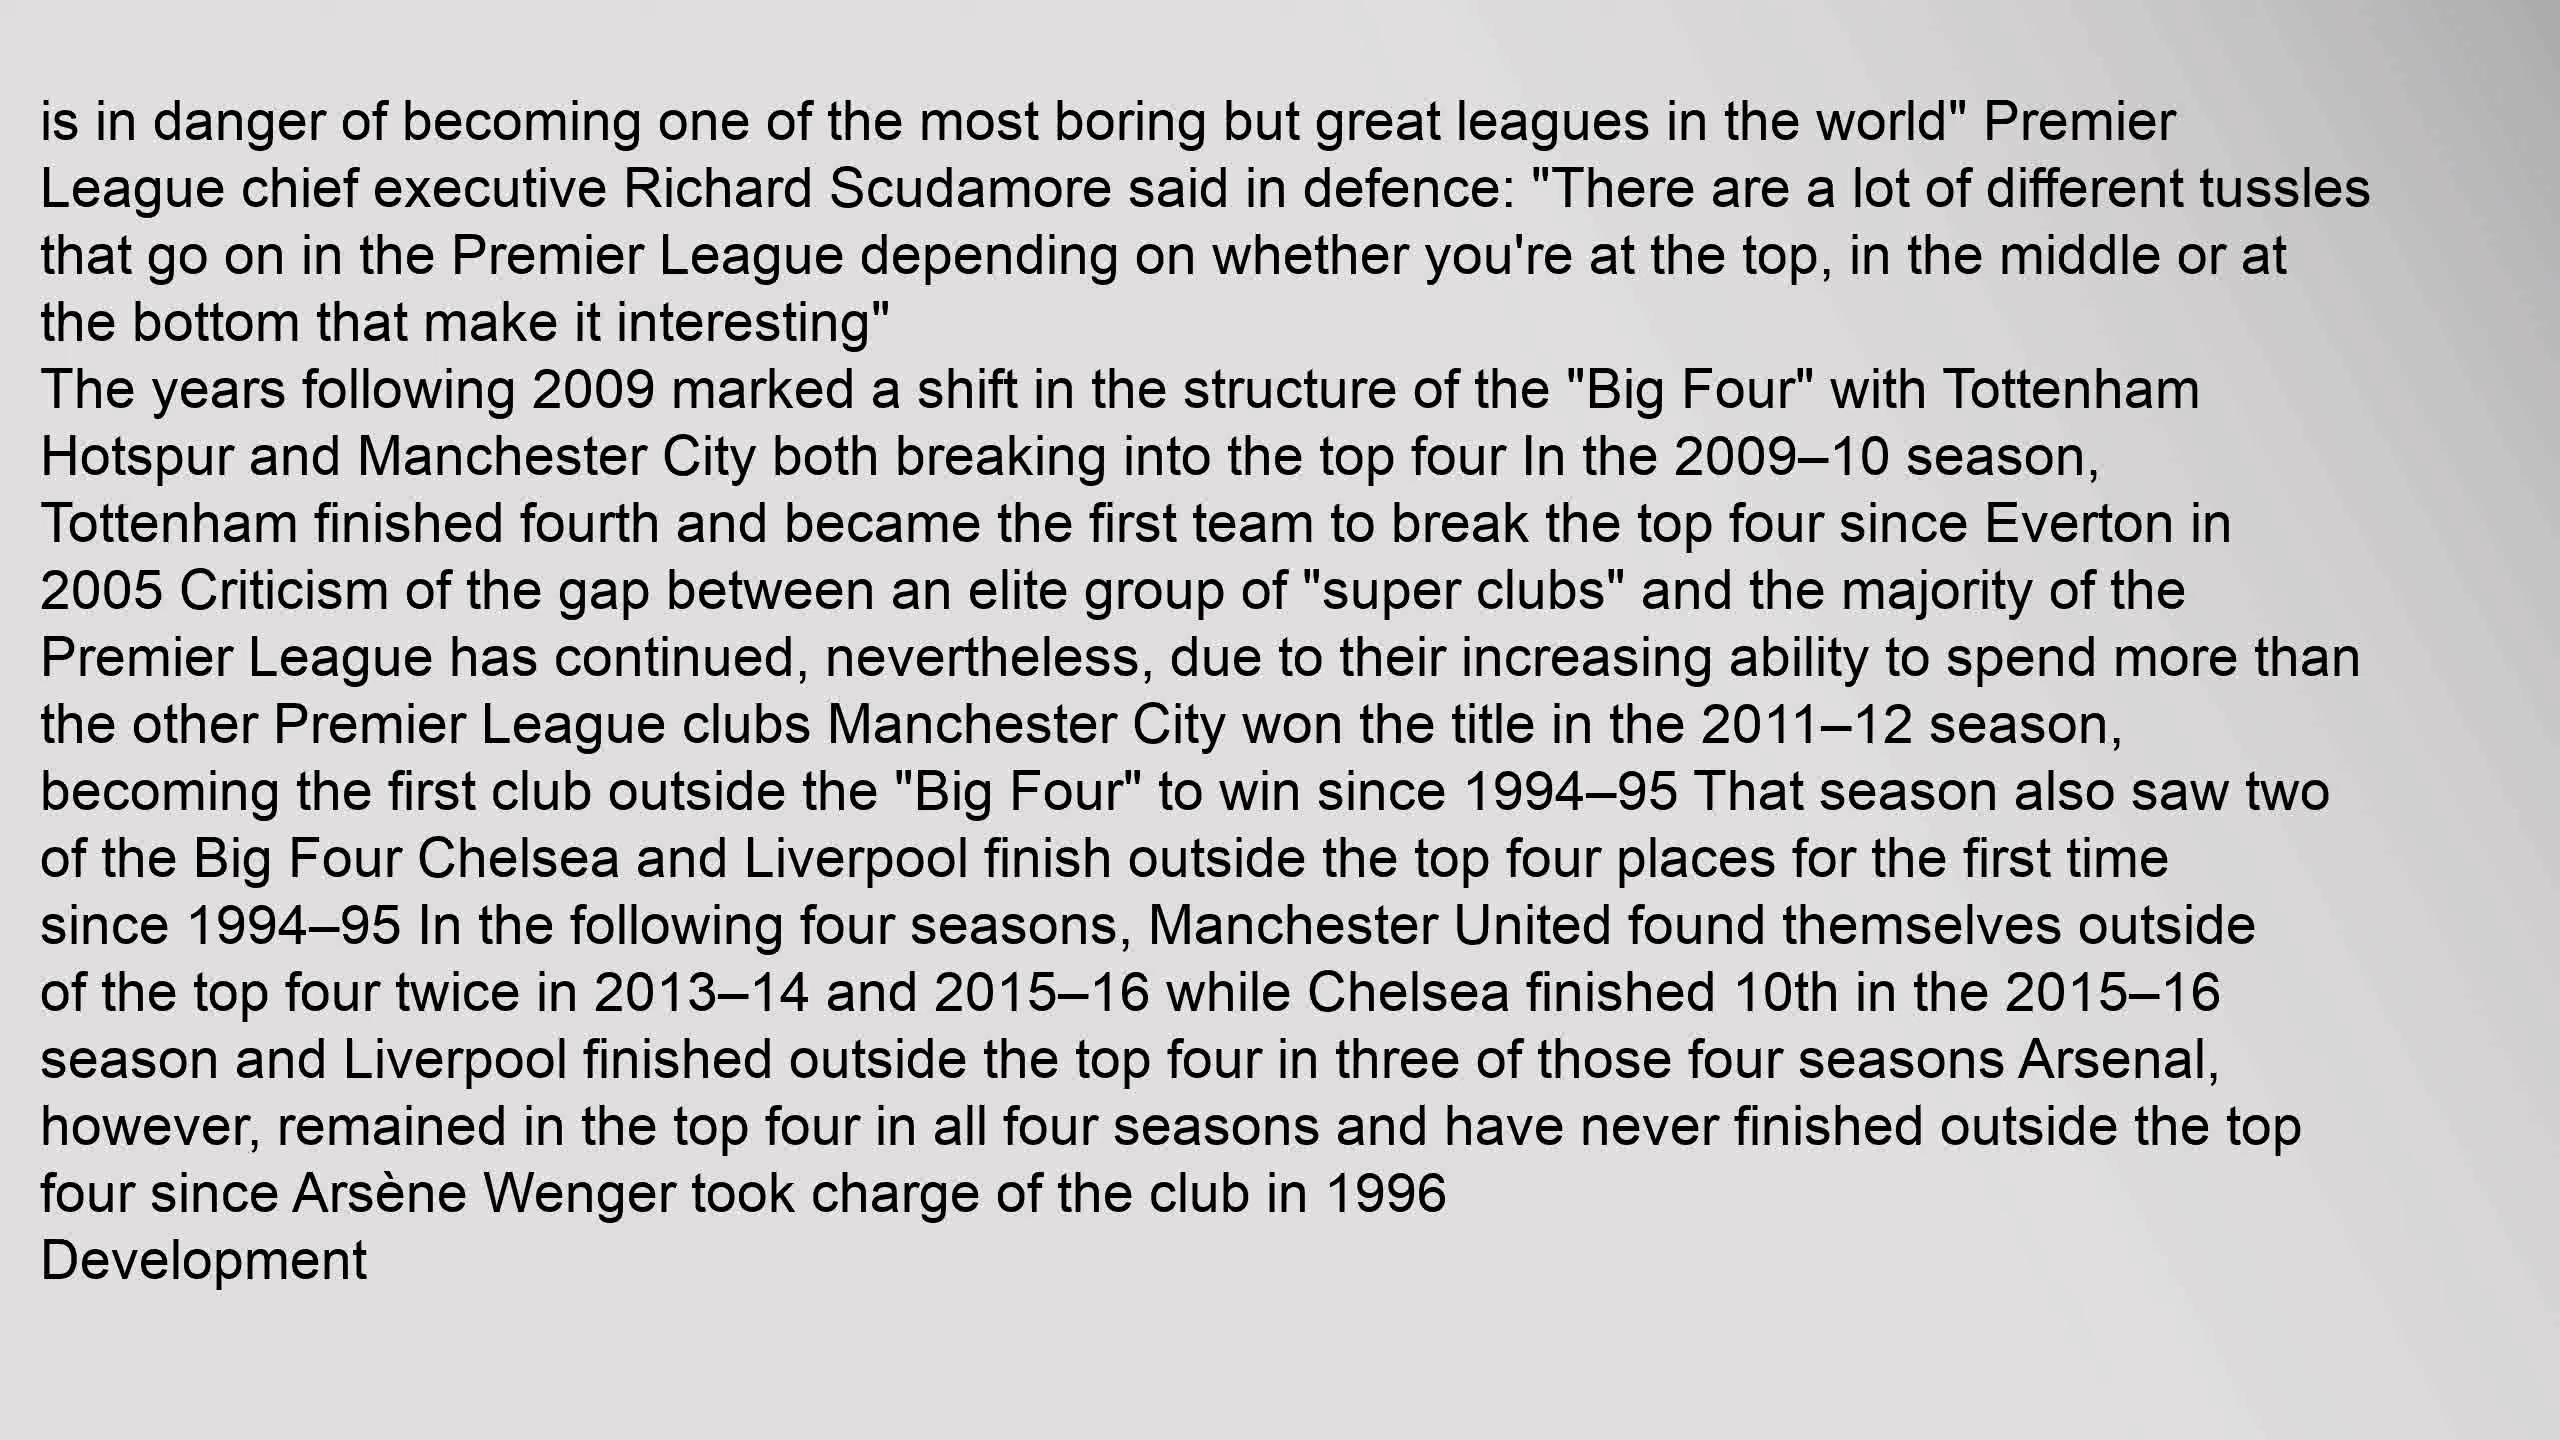 is in danger of becoming one of the most boring but great leagues in the world" Premier
League chief executive Richard Scudamore said in defence: "There are a lot of different tussles
that go on in the Premier League depending on whether you're at the top, in the middle or at
the bottom that make it interesting"
The years following 2009 marked a shift in the structure of the "Big Four" with Tottenham
Hotspur and Manchester City both breaking into the top four In the 2009–10 season,
Tottenham finished fourth and became the first team to break the top four since Everton in
2005 Criticism of the gap between an elite group of "super clubs" and the majority of the
Premier League has continued, nevertheless, due to their increasing ability to spend more than
the other Premier League clubs Manchester City won the title in the 2011–12 season,
becoming the first club outside the "Big Four" to win since 1994–95 That season also saw two
of the Big Four Chelsea and Liverpool finish outside the top four places for the first time
since 1994–95 In the following four seasons, Manchester United found themselves outside
of the top four twice in 2013–14 and 2015–16 while Chelsea finished 10th in the 2015–16
season and Liverpool finished outside the top four in three of those four seasons Arsenal,
however, remained in the top four in all four seasons and have never finished outside the top
four since Arsène Wenger took charge of the club in 1996
Development